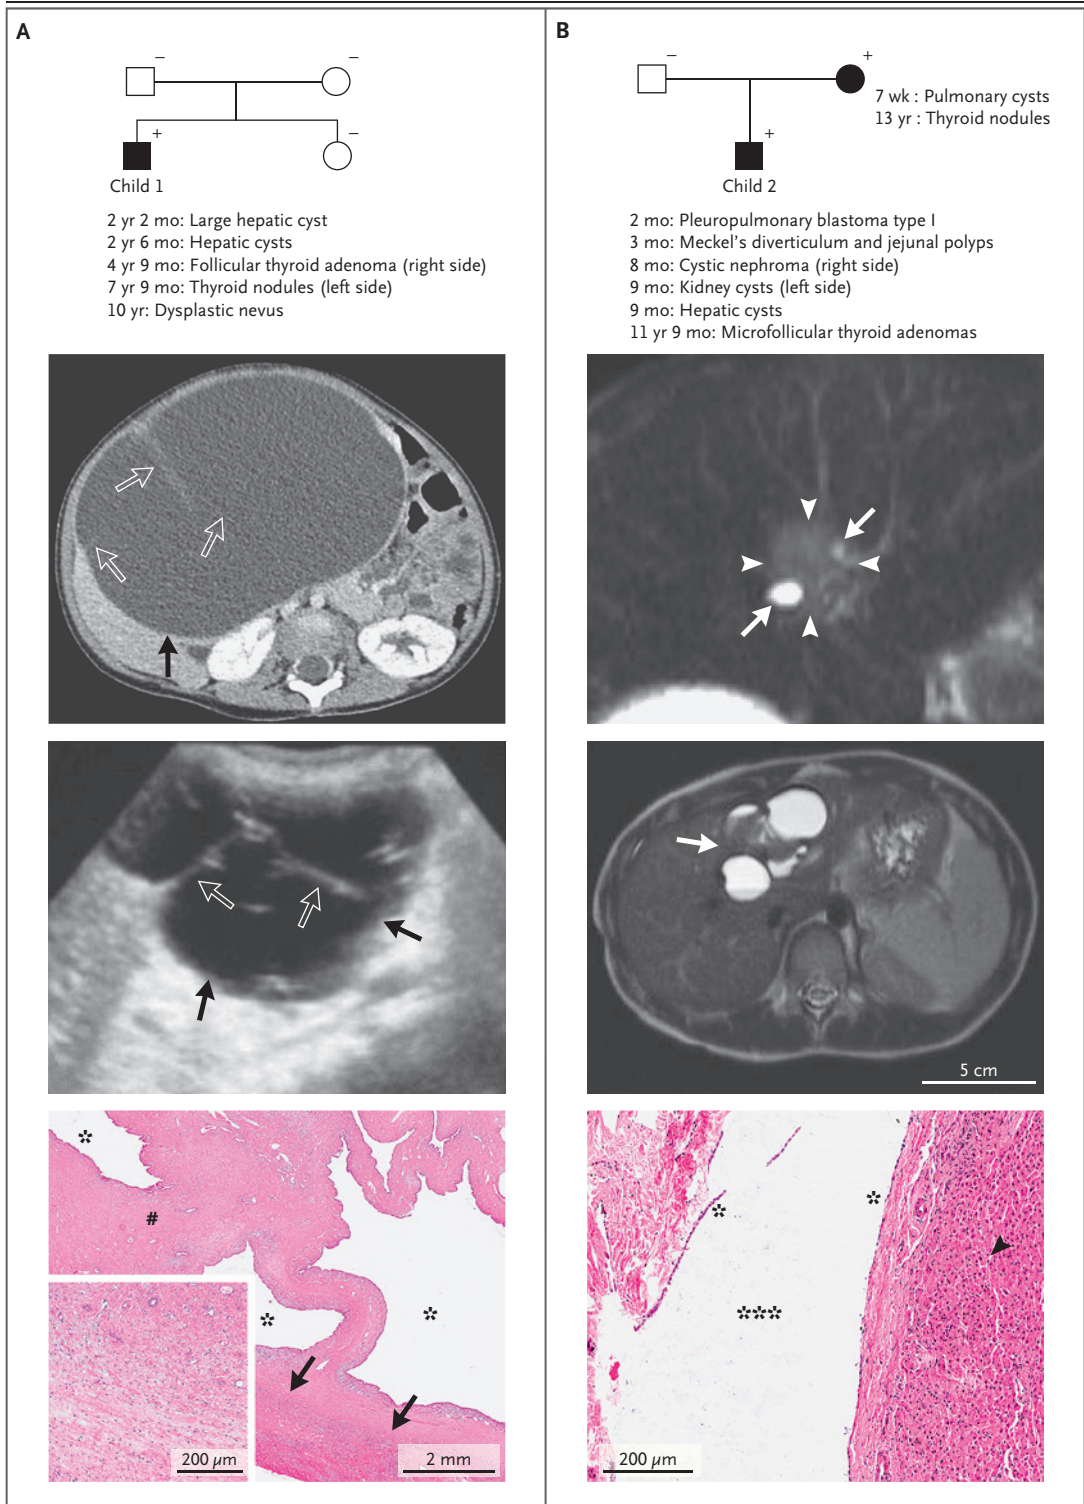 A
−
−
+
−
Child 1
2 yr 2 mo: Large hepatic cyst
2 yr 6 mo: Hepatic cysts
4 yr 9 mo: Follicular thyroid adenoma (right side)
7 yr 9 mo: Thyroid nodules (left side)
10 yr: Dysplastic nevus
*
#
*
*
200 µm
2 mm
B
−
+
7 wk : Pulmonary cysts
13 yr : Thyroid nodules
+
Child 2
2 mo: Pleuropulmonary blastoma type I
3 mo: Meckel’s diverticulum and jejunal polyps
8 mo: Cystic nephroma (right side)
9 mo: Kidney cysts (left side)
9 mo: Hepatic cysts
11 yr 9 mo: Microfollicular thyroid adenomas
5 cm
*
*
***
200 µm